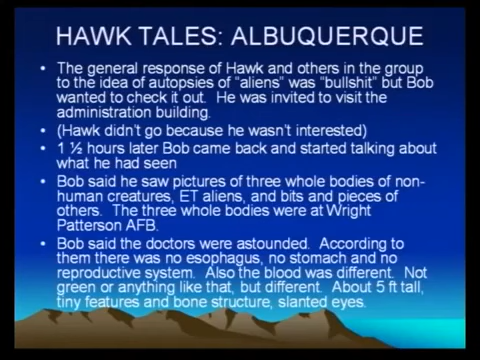 HAWK TALES: ALBUQUERQUE
• The general response of Hawk and others in the group
to the idea of autopsies of "aliens" was "bullshit" but Bob
wanted to check it out.  He was invited to visit the
administration building.
• (Hawk didn't go because he wasn't interested)
• 1 ½ hours later Bob came back and started talking about
what he had seen
• Bob said he saw pictures of three whole bodies of non-
human creatures, ET aliens, and bits and pieces of
others.  The three whole bodies were at Wright
Patterson AFB.
• Bob said the doctors were astounded.  According to
them there was no esophagus, no stomach and no
reproductive system.  Also the blood was different.  Not
green or anything like that, but different.  About 5 ft tall,
tiny features and bone structure, slanted eyes.